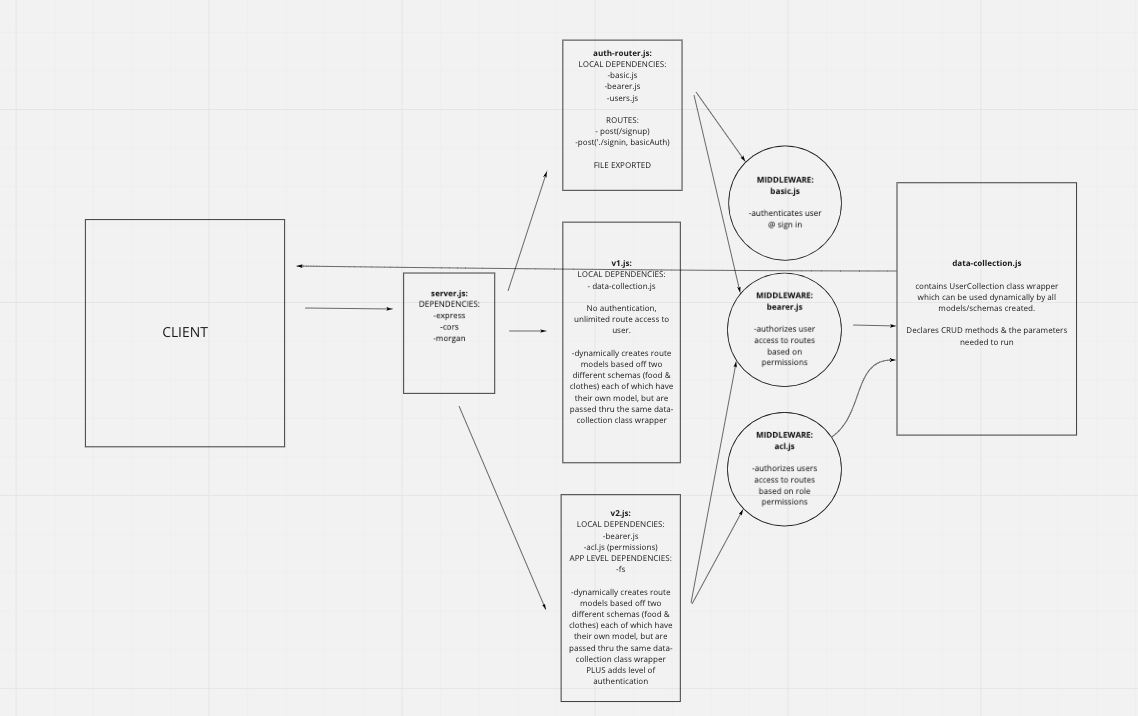 CLIENT
server.js:
DEPENDENCIES:
-express
-cors
-morgan
auth-router.js:
LOCAL DEPENDENCIES:
-basic.js
-bearer.js
-users.js
ROUTES:
- post(/signup)
-post('./signin, basicAuth)
FILE EXPORTED
v1.js:
LOCAL DEPENDENCIES:
- data-collection.js
No authentication,
unlimited route access to
user.
-dynamically creates route
models based off two
different schemas (food &
clothes) each of which have
their own model, but are
passed thru the same data-
collection class wrapper
v2.js:
LOCAL DEPENDENCIES:
-bearer.js
-acl.js (permissions)
APP LEVEL DEPENDENCIES:
-fs
-dynamically creates route
models based off two
different schemas (food &
clothes) each of which have
their own model, but are
passed thru the same data-
collection class wrapper
PLUS adds level of
authentication
MIDDLEWARE:
basic.js
-authenticates user
@ sign in
MIDDLEWARE:
bearer.js
-authorizes user
access to routes
based on
permissions
MIDDLEWARE:
acl.js
-authorizes users
access to routes
based on role
permissions
data-collection.js
contains UserCollection class wrapper
which can be used dynamically by all
models/schemas created.
Declares CRUD methods & the parameters
needed to run